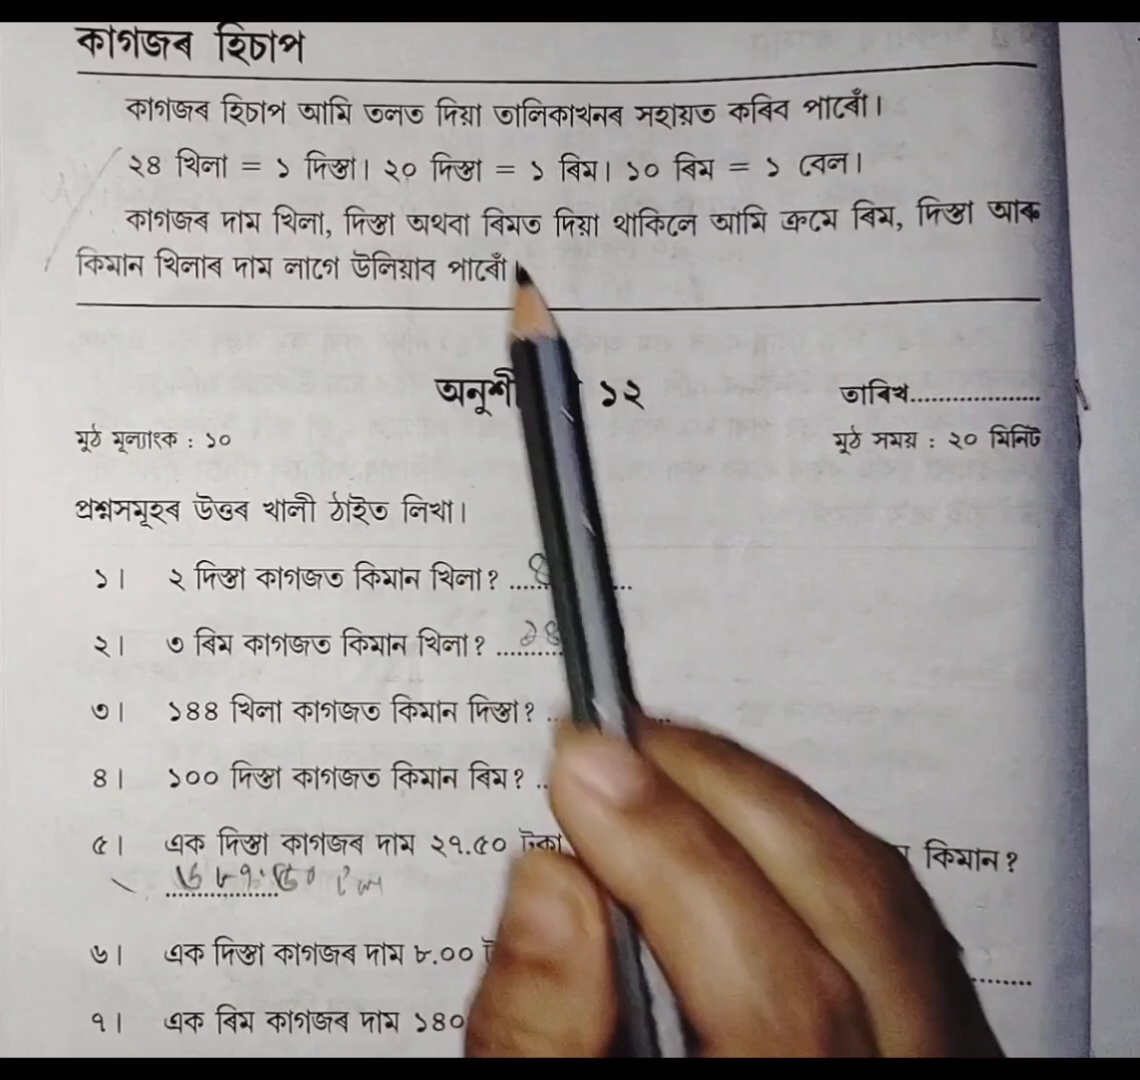 কাগজৰ হিচাপ
কাগজৰ হিচাপ আমি তলত দিয়া তালিকাখনৰ সহায়ত কৰিব পাৰোঁ।
২৪ খিলা = ১ দিস্তা। ২০ দিস্তা = ১ ৰিম। ১০ ৰিম = ১ বেল।
কাগজৰ দাম খিলা, দিস্তা অথবা ৰিমত দিয়া থাকিলে আমি ক্ৰমে ৰিম, দিস্তা আৰু
কিমান খিলাৰ দাম লাগে উলিয়াব পাৰোঁ।
১২ তাৰিখ....................
মুঠ মূল্যাংক : ১০ মুঠ সময় : ২০ মিনিট
প্ৰশ্নসমূহৰ উত্তৰ খালী ঠাইত লিখা।
১। ২ দিস্তা কাগজত কিমান খিলা?
২। ৩ ৰিম কাগজত কিমান খিলা?
৩। ১৪৪ খিলা কাগজত কিমান দিস্তা?
৪। ১০০ দিস্তা কাগজত কিমান ৰিম?
৫। এক দিস্তা কাগজৰ দাম ২৭.৫০ টকা কিমান?
৬। এক দিস্তা কাগজৰ দাম ৮.০০
৭। এক ৰিম কাগজৰ দাম ১৪০